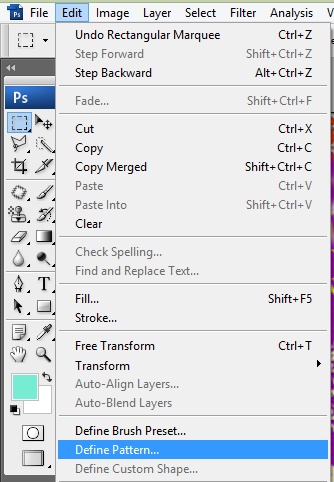 Ps File Edit Image Layer Select Filter Analysis V
Undo Rectangular Marquee Ctrl+Z
Step Forward Shift+Ctrl+Z
Step Backward Alt+Ctrl+Z
Fade... Shift+Ctrl+F
Ps
Cut Ctrl+X
Copy Ctrl+C
Copy Merged Shift+Ctrl+C
Paste Ctrl+V
Paste Into Shift+Ctrl+V
Clear
Check Spelling...
Find and Replace Text...
T
Fill... Shift+F5
Stroke...
Free Transform Ctrl+T
Transform
Auto-Align Layers...
Auto-Blend Layers
Define Brush Preset...
Define Pattern...
Define Custom Shape...